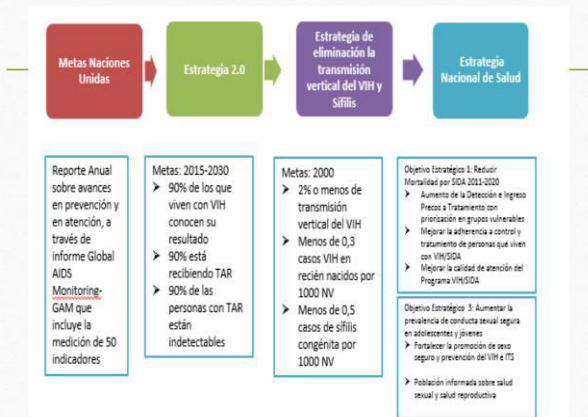 Metas Naciones
Unidas
Estrategia 2.0
Estrategia de
eliminación la
transmisión
vertical del VIH y
Sífilis
Estrategia
Nacional de Salud
Reporte Anual
sobre avances
en prevención y
en atención, a
través de
informe Global
AIDS
Monitoring-
GAM que
incluye la
medición de 50
indicadores
Metas: 2015-2030
➤ 90% de los que
viven con VIH
conocen su
resultado
➤ 90% está
recibiendo TAR
➤ 90% de las
personas con TAR
están
indetectables
Metas: 2000
➤ 2% o menos de
transmisión
vertical del VIH
➤ Menos de 0,3
casos VIH en
recién nacidos por
1000 NV
➤ Menos de 0,5
casos de sífilis
congénita por
1000 NV
Objetivo Estratégico 1: Reducir
Mortalidad por SIDA 2011-2020
➤ Aumento de la Detección e Ingreso
Precos a Tratamiento con
priorización en grupos vulnerables
➤ Mejorar la adherencia a control y
tratamiento de personas que viven
con VIH/SIDA
➤ Mejorar la calidad de atención del
Programa VIH/SIDA
Objetivo Estratégico 3: Aumentar la
prevalencia de conducta sexual segura
en adolescentes y jóvenes
➤ Fortalecer la promoción de sexo
seguro y prevención del VIH e ITS
➤ Población informada sobre salud
sexual y salud reproductiva